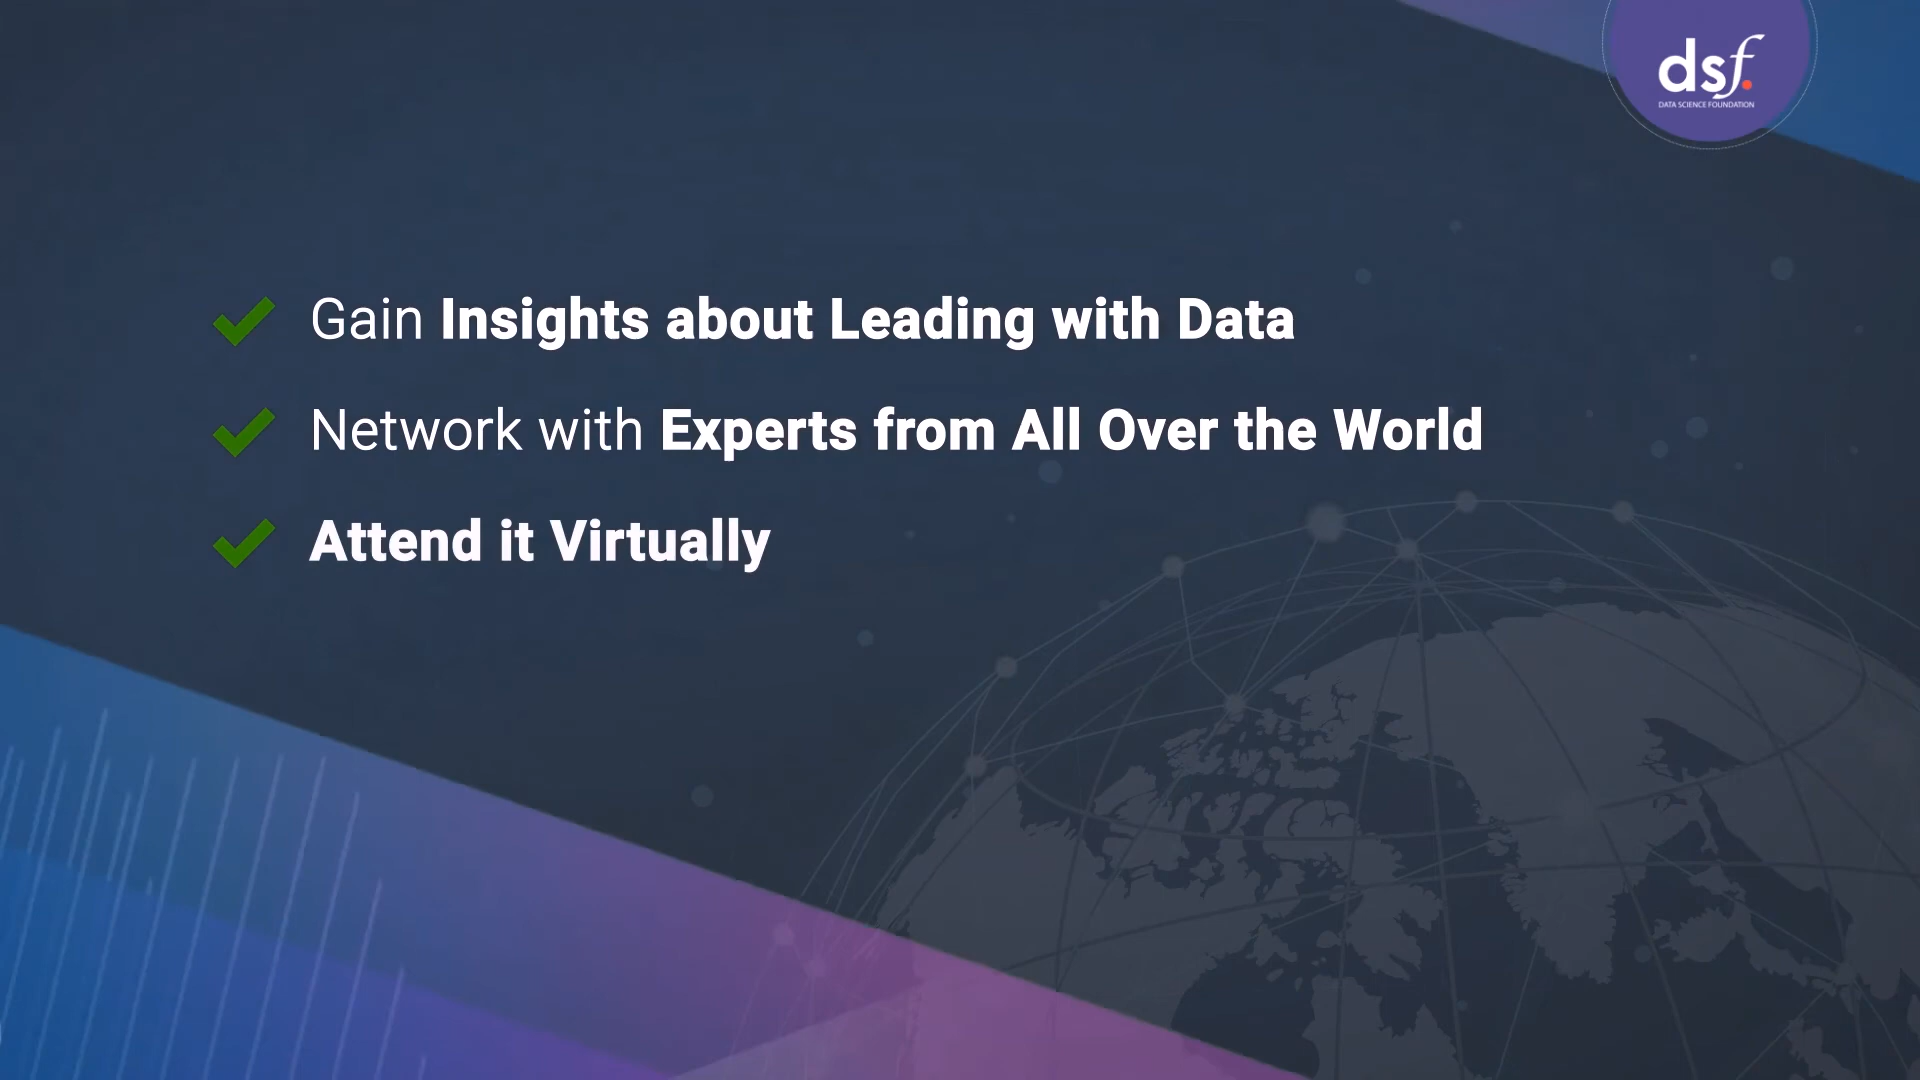 dsf.
DATA SCIENCE FOUNDATION
Gain Insights about Leading with Data
Network with Experts from All Over the World
Attend it Virtually